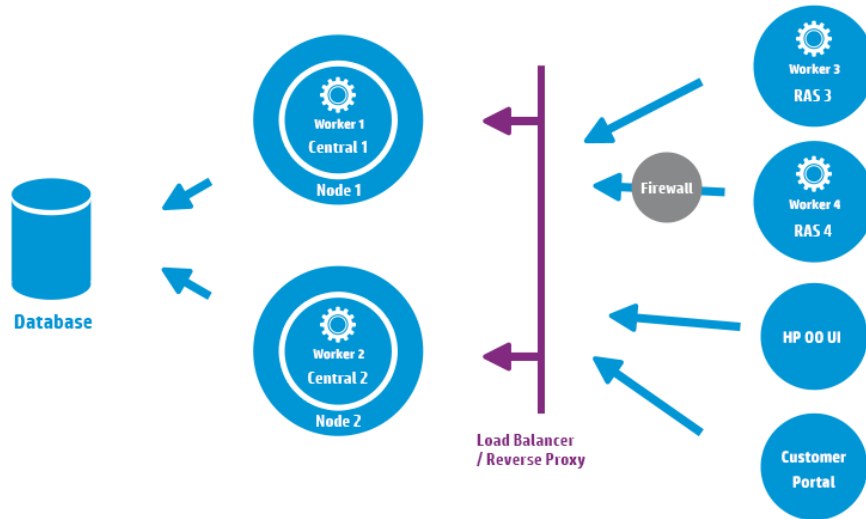 Worker 3
RAS 3
Worker 1
Central 1
Node 1
Firewall
Worker 4
RAS 4
Database
HP OO UI
Worker 2
Central 2
Node 2
Load Balancer
/ Reverse Proxy
Customer
Portal